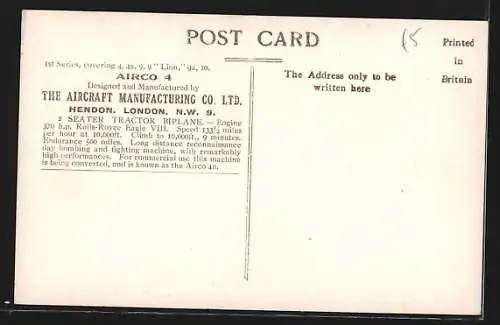 POST CARD
15
Printed
in
Britain
1st Series, covering 4, 4a, 9, 9 "Lion," 9a, 10.
AIRCO 4
Designed and Manufactured by
THE AIRCRAFT MANUFACTURING CO. LTD.
HENDON, LONDON, N.W. 9.
2 SEATER TRACTOR BIPLANE.—Engine
370 h.p. Rolls-Royce Eagle VIII. Speed 133½ miles
per hour at 10,000ft. Climb to 10,000ft., 9 minutes.
Endurance 500 miles. Long distance reconnaissance
day bombing and fighting machine, with remarkably
high performances. For commercial use this machine
is being converted, and is known as the Airco 4a.
The Address only to be
written here